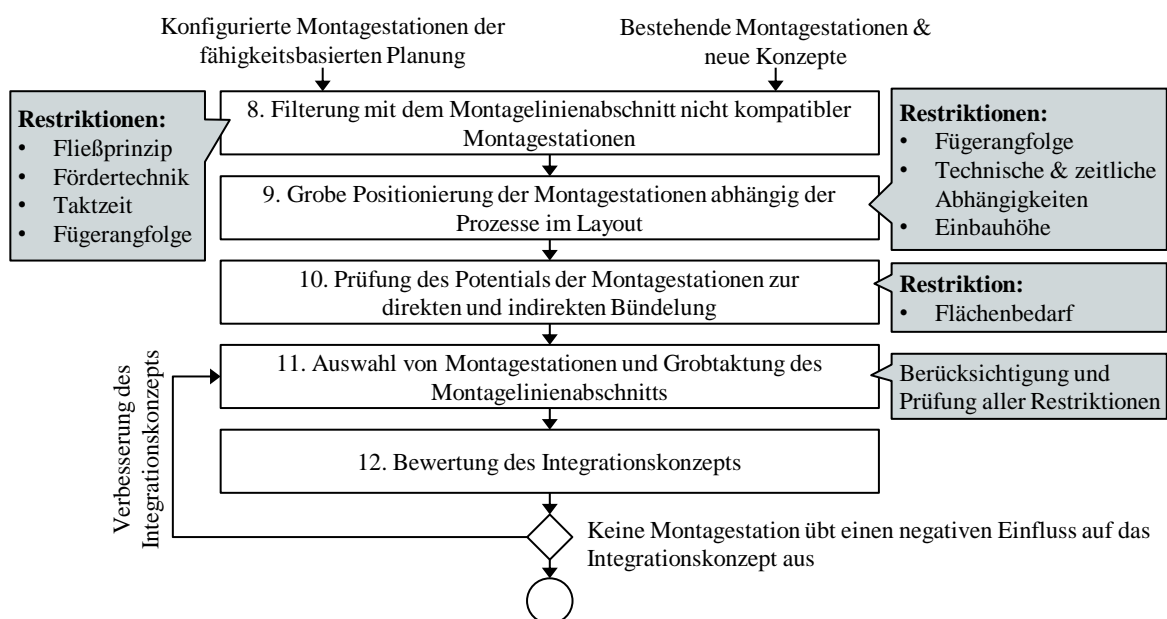 Konfigurierte Montagestationen der
fähigkeitsbasierten Planung
Bestehende Montagestationen &
neue Konzepte
Restriktionen:
• Fließprinzip
• Fördertechnik
• Taktzeit
• Fügerangfolge
8. Filterung mit dem Montagelinienabschnitt nicht kompatibler
Montagestationen
9. Grobe Positionierung der Montagestationen abhängig der
Prozesse im Layout
Restriktionen:
• Fügerangfolge
• Technische & zeitliche
Abhängigkeiten
• Einbauhöhe
10. Prüfung des Potentials der Montagestationen zur
direkten und indirekten Bündelung
Restriktion:
• Flächenbedarf
11. Auswahl von Montagestationen und Grobtaktung des
Montagelinienabschnitts
Berücksichtigung und
Prüfung aller Restriktionen
12. Bewertung des Integrationskonzepts
Verbesserung des
Integrationskonzepts
Keine Montagestation übt einen negativen Einfluss auf das
Integrationskonzept aus